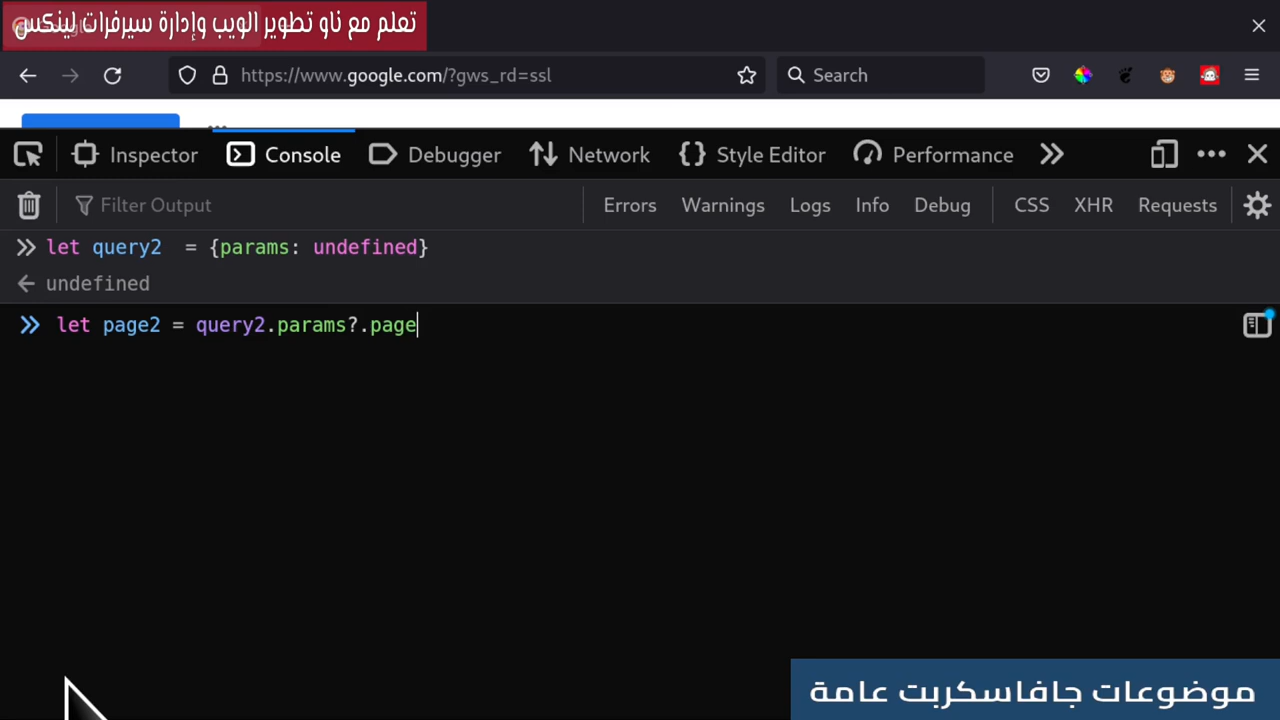 تعلم مع ناو تطوير الويب وإدارة سيرفرات لينكس
https://www.google.com/?gws_rd=ssl
Search
Inspector
Console
Debugger
Network
Style Editor
Performance
Filter Output
Errors
Warnings
Logs
Info
Debug
CSS
XHR
Requests
let query2 = {params: undefined}
undefined
let page2 = query2.params?.page
موضوعات جافاسكربت عامة